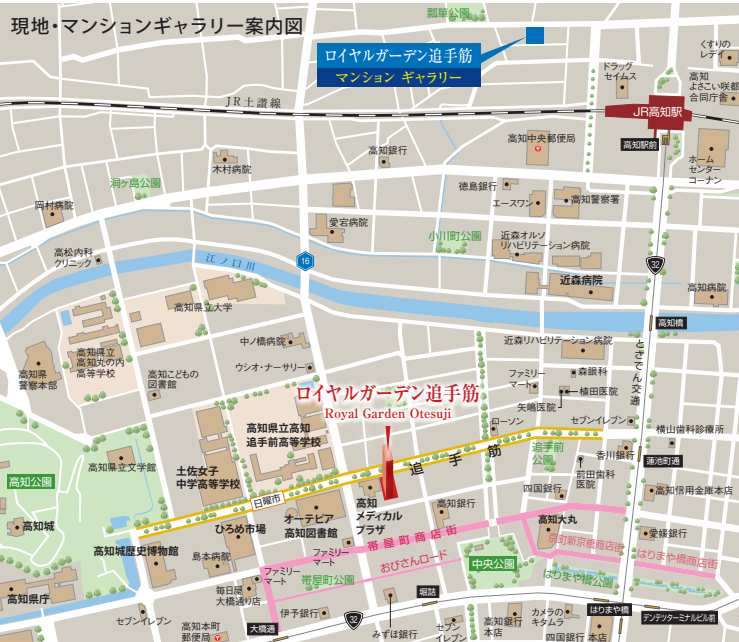 現地・マンションギャラリー案内図
瓢箪公園
ロイヤルガーデン追手筋
マンション ギャラリー
くすりの
レデイ
ドラッグ
セイムス
高知
よさこい咲都
合同庁舎
JR土讃線
JR高知駅
高知駅前
高知中央郵便局
高知銀行
木村病院
ホーム
センター
コーナン
洞ヶ島公園
徳島銀行
エースワン
高知警察署
岡村病院
愛宕病院
小川町公園
近森オルソ
リハビリテーション病院
高松内科
クリニック
江ノ口川
16
32
近森病院
高知病院
高知県立大学
高知橋
中ノ橋病院
近森リハビリテーション病院
とさでん交通
高知県立
高知丸の内
高等学校
高知県
警察本部
高知こどもの
図書館
ウシオ・ナーサリー
ファミリー
マート
森眼科
植田医院
矢嶋医院
ロイヤルガーデン追手筋
Royal Garden Otesuji
ローソン
セブンイレブン
横山歯科診療所
高知県立高知
追手前高等学校
追手筋
追手前
公園
香川銀行
蓮池町通
高知県立文学館
土佐女子
中学高等学校
前田歯科
医院
高知公園
日曜市
四国銀行
高知信用金庫本店
高知城
高知
メディカル
プラザ
高知銀行
オーテピア
高知図書館
ひろめ市場
帯屋町商店街
高知大丸
愛媛銀行
京町新京橋商店街
はりまや橋商店街
高知城歴史博物館
島本病院
ファミリー
マート
おびさんロード
中央公園
ファミリー
マート
帯屋町公園
はりまや橋公園
高知県庁
毎日屋
大橋通り店
伊予銀行
堀詰
セブンイレブン
高知本町
郵便局
大橋通
32
みずほ銀行
セブン
イレブン
高知銀行
本店
カメラの
キタムラ
四国銀行 本店
はりまや橋
デンテツターミナルビル前